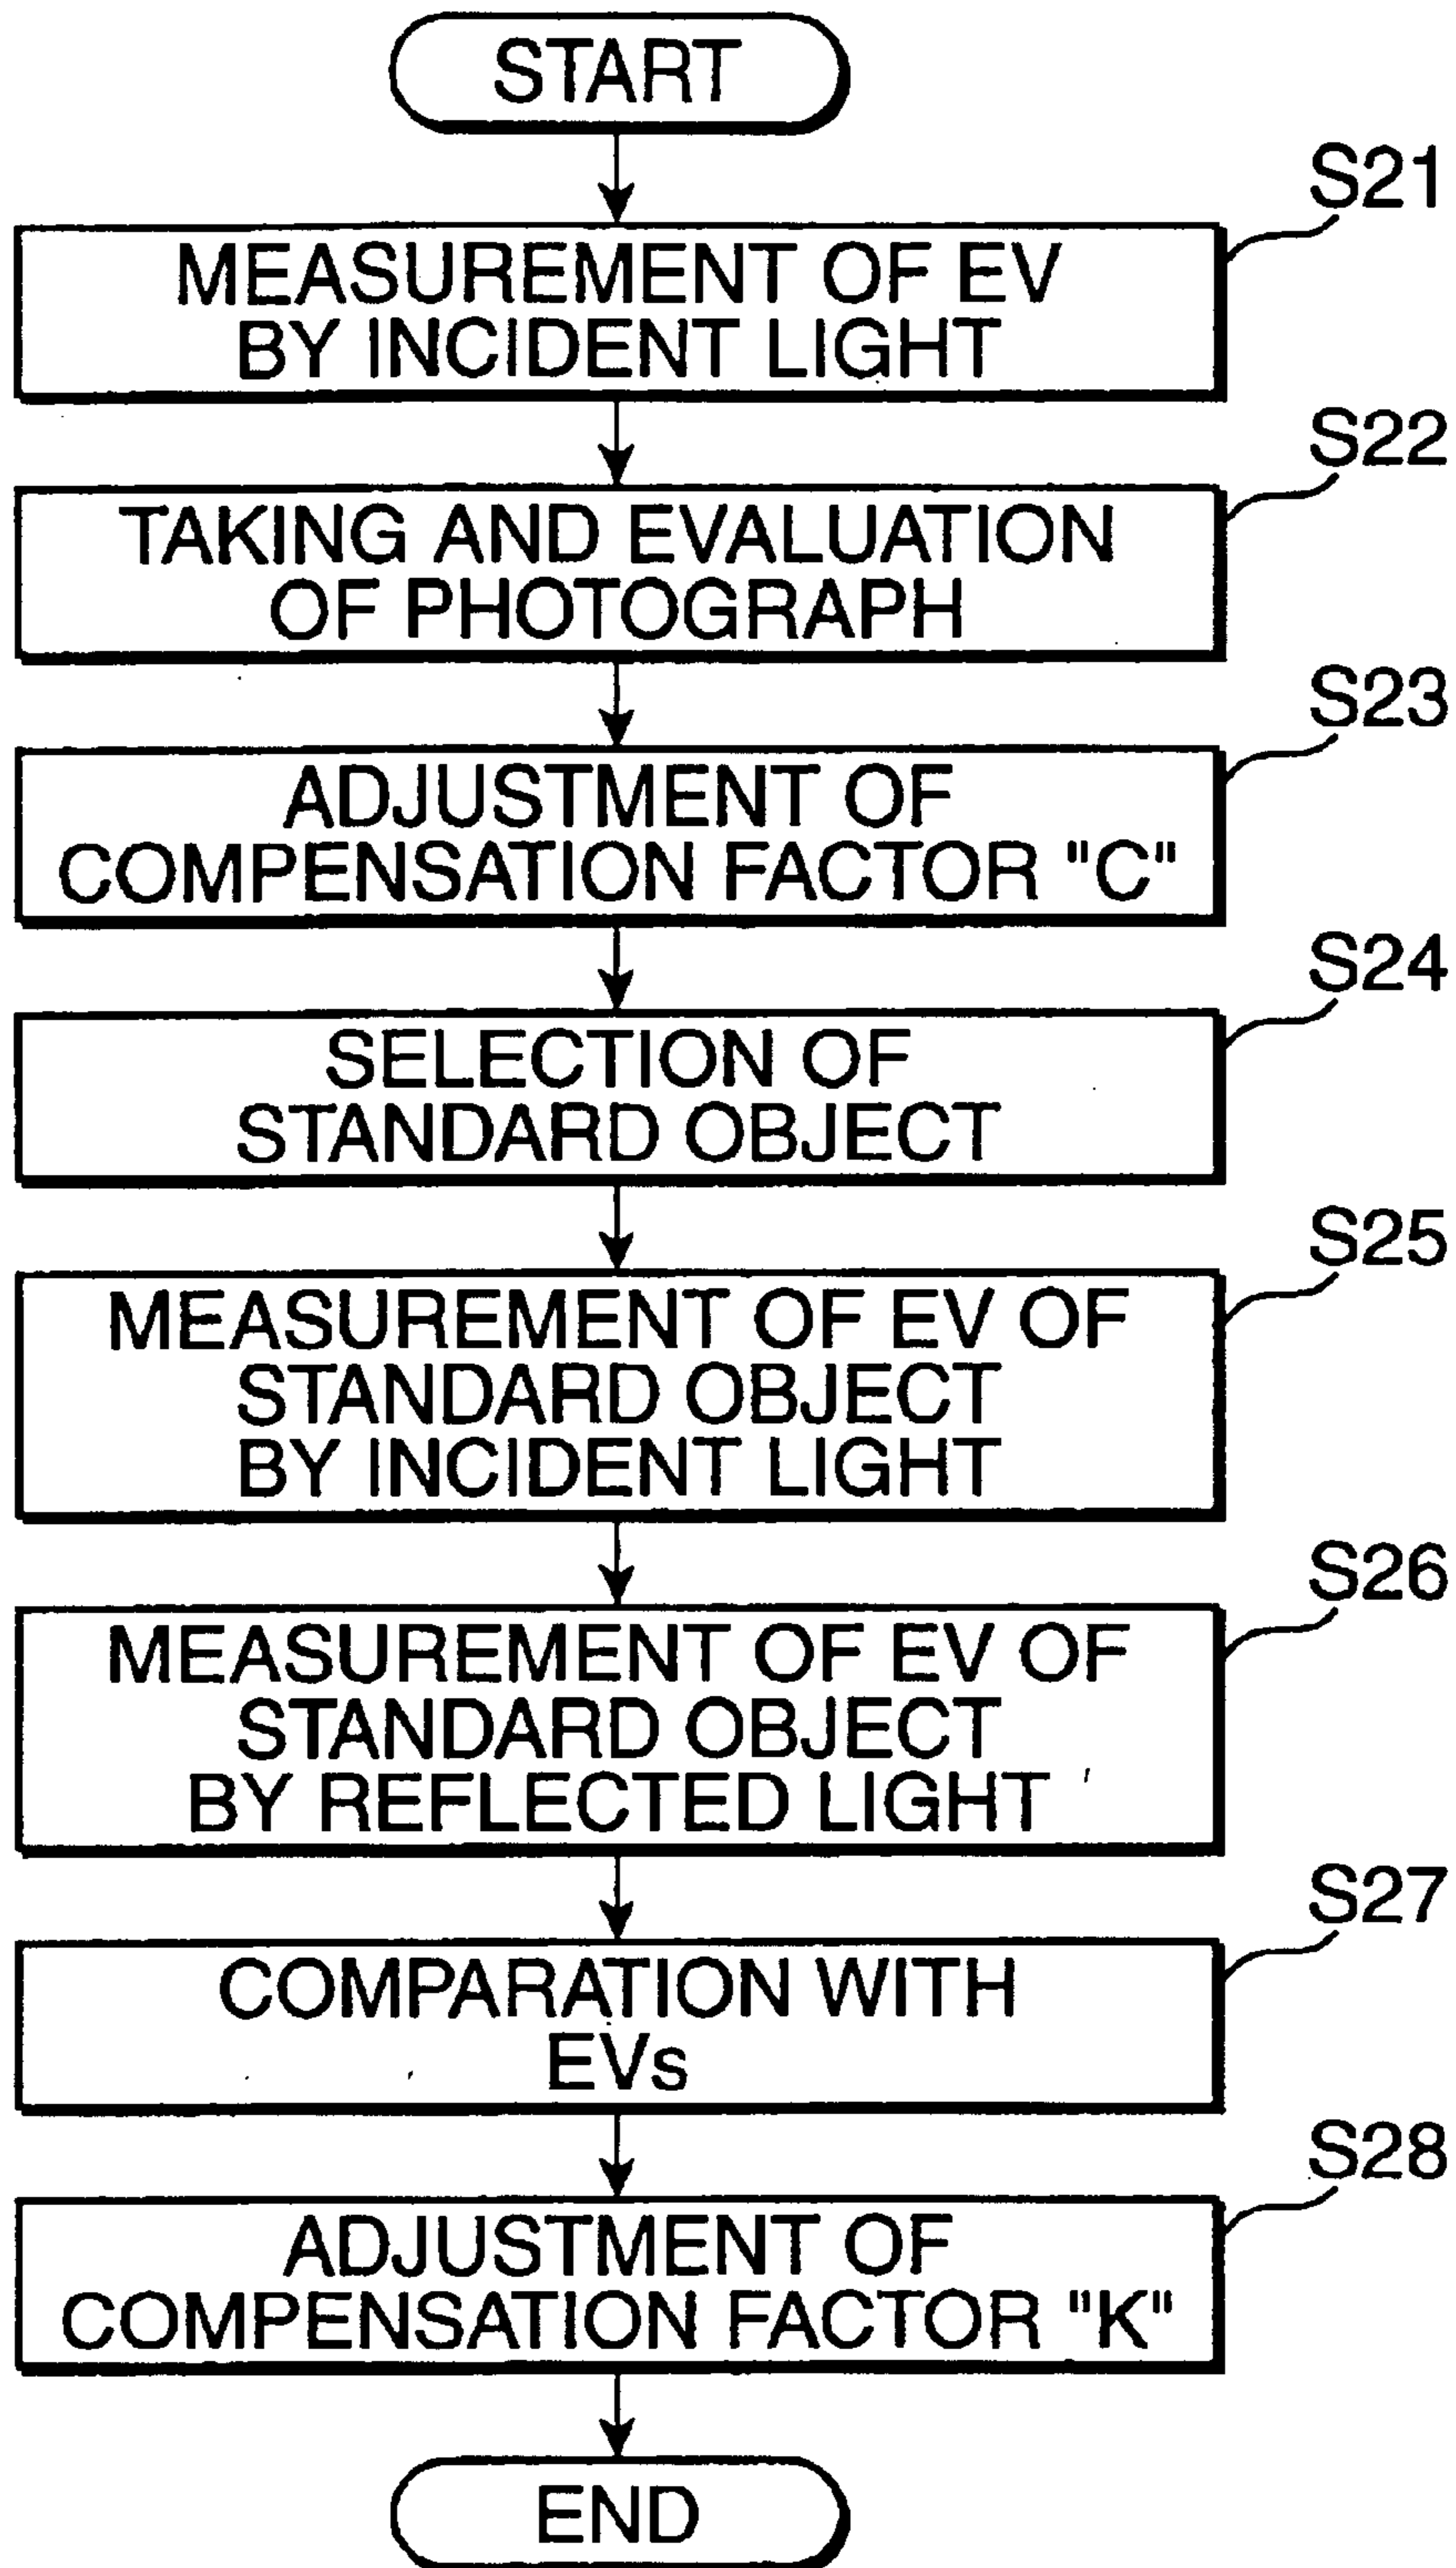 START
S21
MEASUREMENT OF EV
BY INCIDENT LIGHT
S22
TAKING AND EVALUATION
OF PHOTOGRAPH
S23
ADJUSTMENT OF
COMPENSATION FACTOR "C"
S24
SELECTION OF
STANDARD OBJECT
S25
MEASUREMENT OF EV OF
STANDARD OBJECT
BY INCIDENT LIGHT
S26
MEASUREMENT OF EV OF
STANDARD OBJECT
BY REFLECTED LIGHT
S27
COMPARATION WITH
EVs
S28
ADJUSTMENT OF
COMPENSATION FACTOR "K"
END